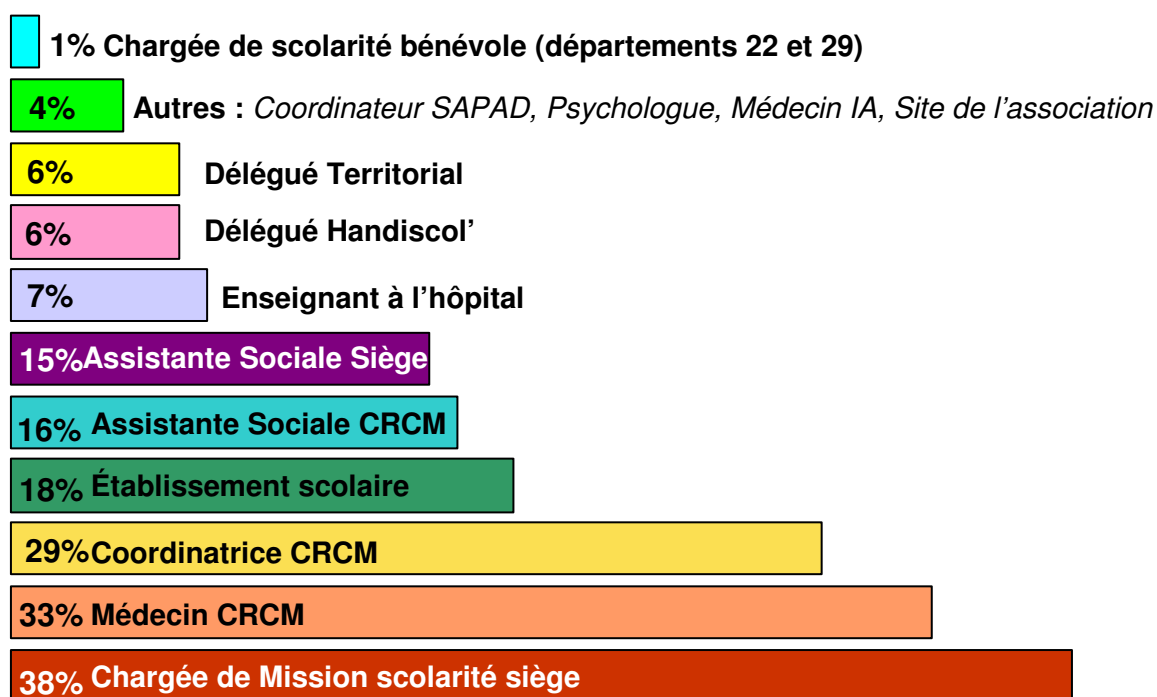 1% Chargée de scolarité bénévole (départements 22 et 29)
4% Autres : Coordinateur SAPAD, Psychologue, Médecin IA, Site de l’association
6% Délégué Territorial
6% Délégué Handiscol’
7% Enseignant à l’hôpital
15%Assistante Sociale Siège
16% Assistante Sociale CRCM
18% Établissement scolaire
29%Coordinatrice CRCM
33% Médecin CRCM
38% Chargée de Mission scolarité siège